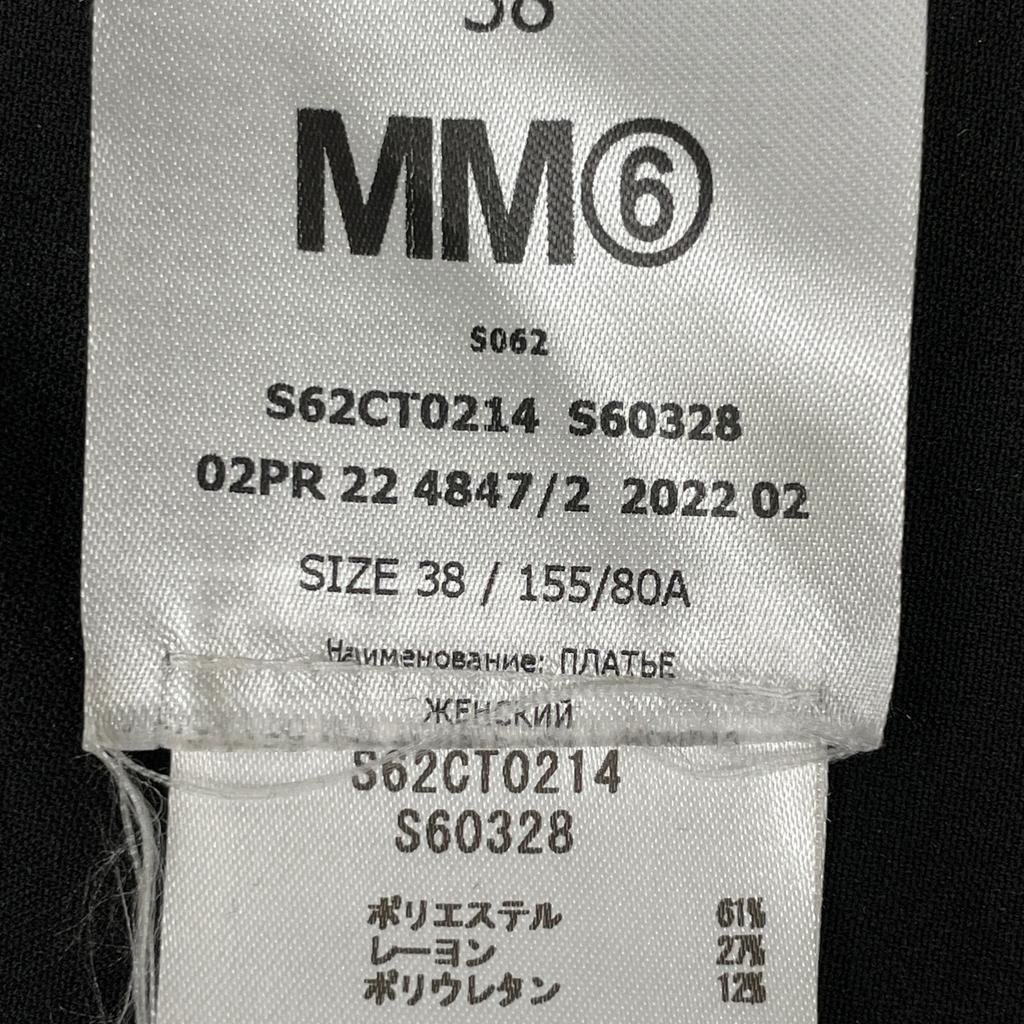 38
MM⑥
S062
S62CT0214 S60328
02PR 22 4847/2 2022 02
SIZE 38 / 155/80A
Наименование: ПЛАТЬЕ
ЖЕНСКИЙ
S62CT0214
S60328
ポリエステル 61%
レーヨン 27%
ポリウレタン 12%